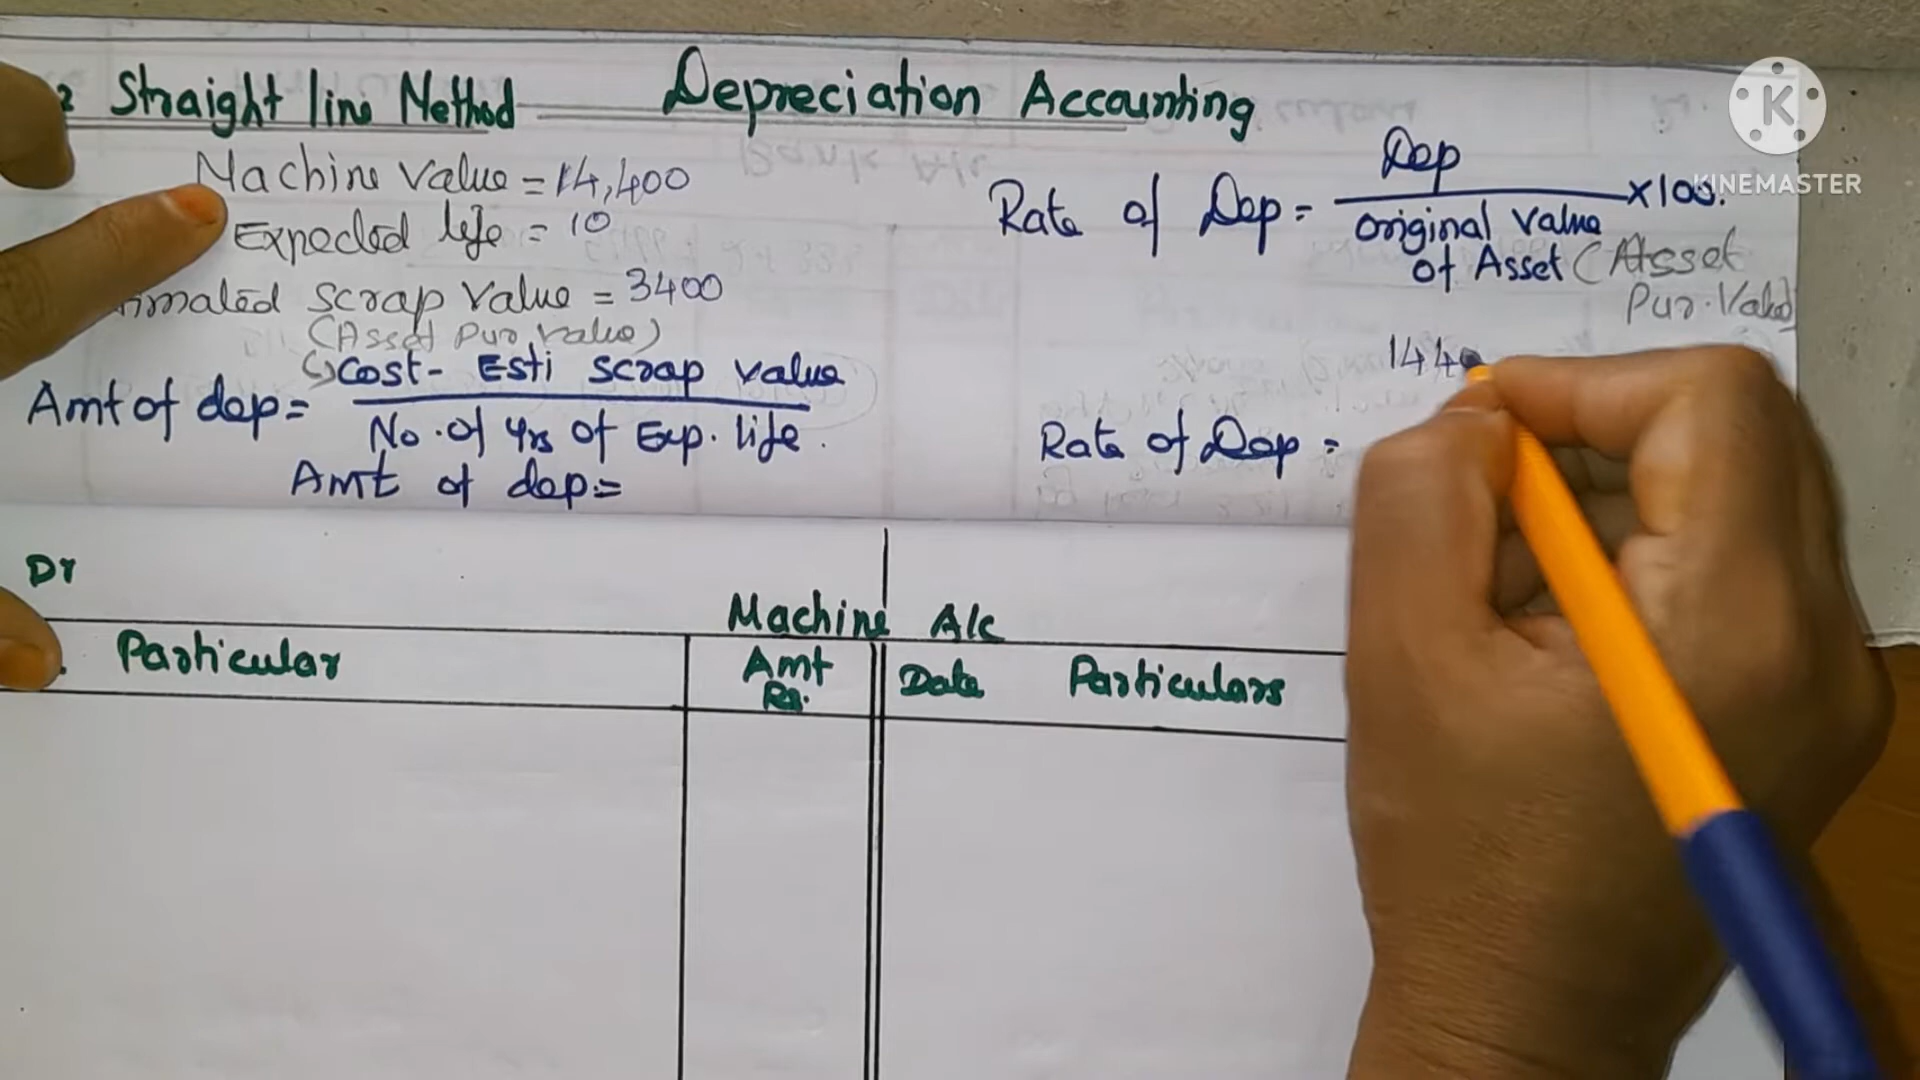 Straight line Method
Depreciation Accounting
Machine Value = 14,400
Expected life = 10
scrap Value = 3400
(Asset Pur Value)
Amt of dep = Cost - Esti scrap value
No. of Yrs of Exp. life.
Amt of dep =
Rate of Dep = Dep ×100.
original Value
of Asset (Asset
Pur. Value)
1440
Rate of Dep =
Dr
Machine A/c
Particular Amt Date Particulars
Rs.
K
KINEMASTER